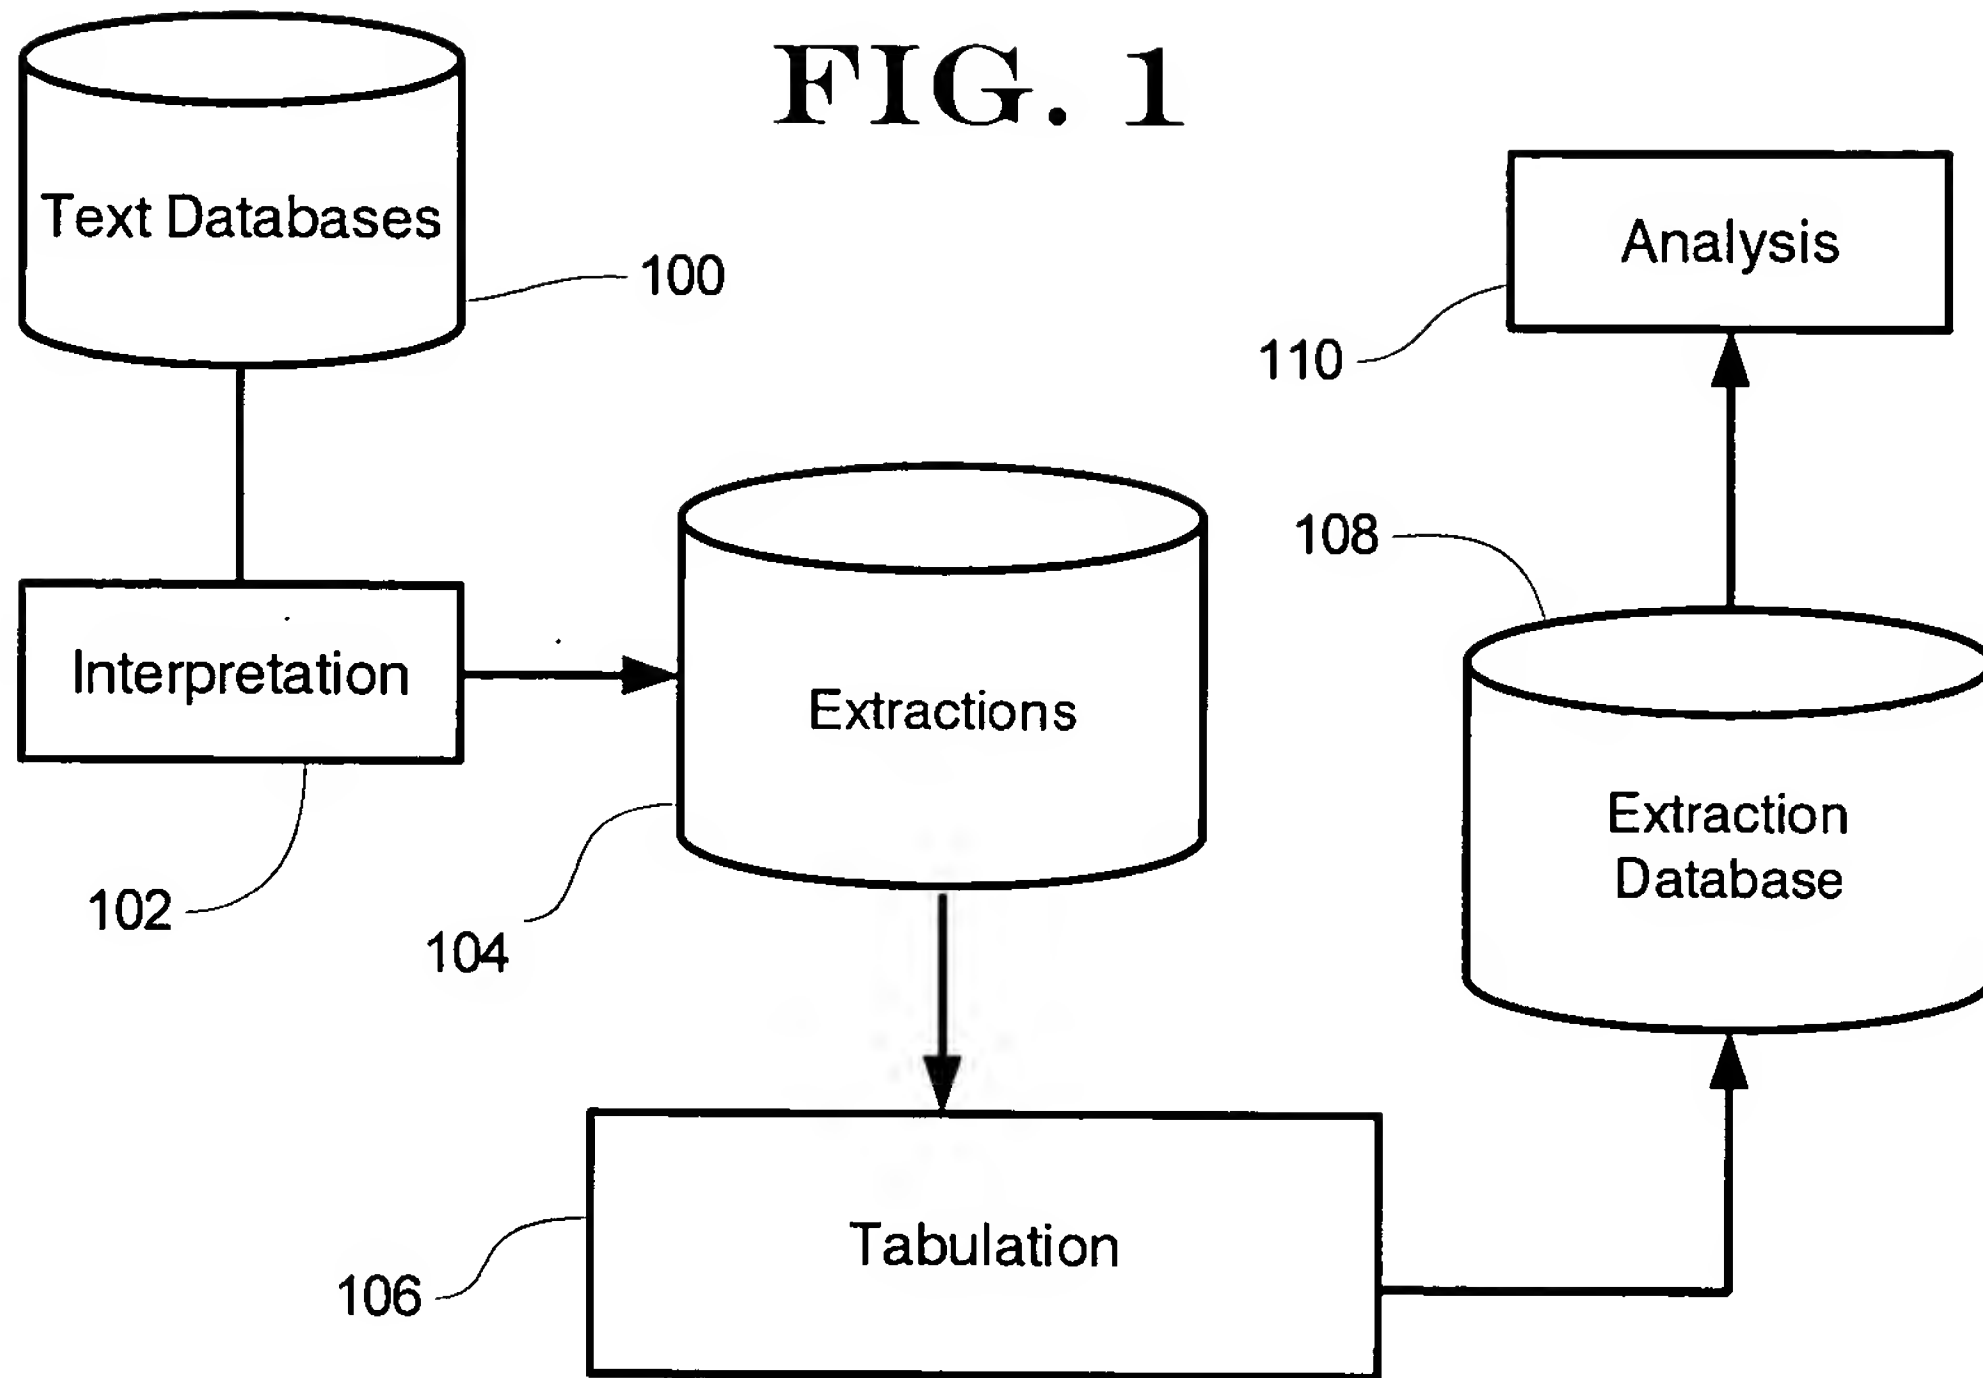 FIG. 1
Text Databases
100
Analysis
110
Interpretation
102
Extractions
104
108
Extraction
Database
Tabulation
106